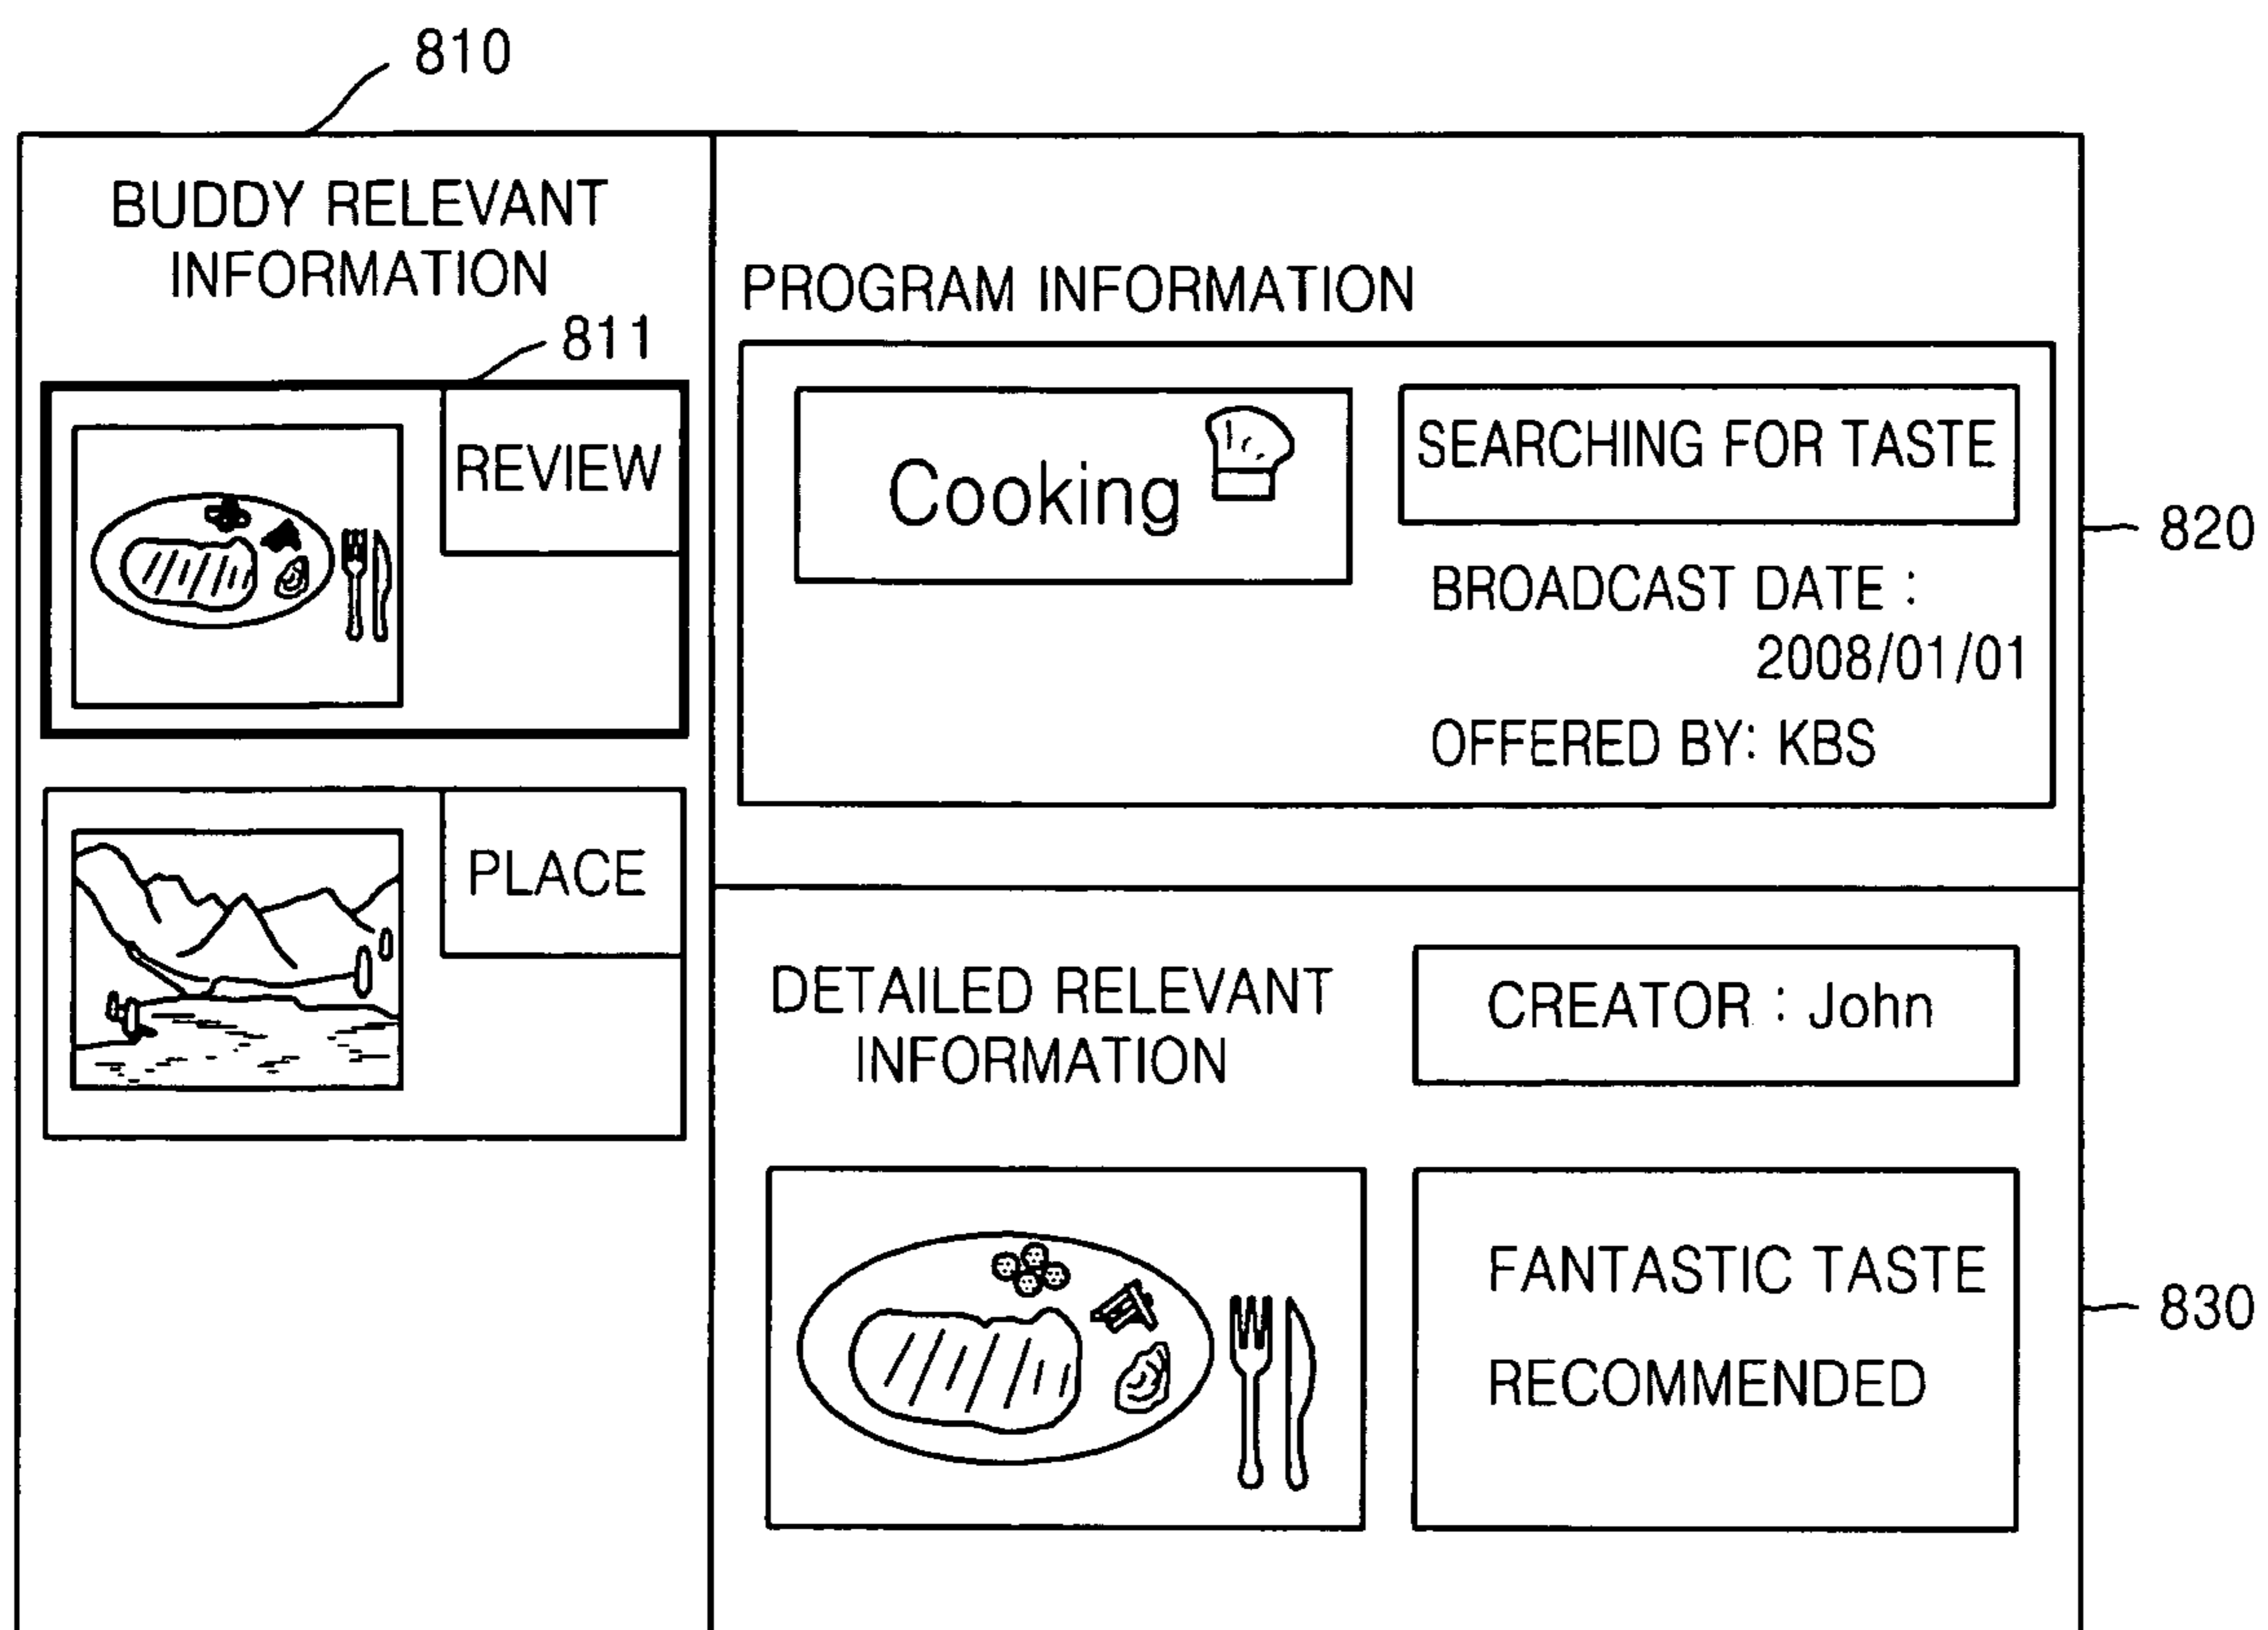 810
BUDDY RELEVANT
INFORMATION
811
REVIEW
PLACE
PROGRAM INFORMATION
Cooking
SEARCHING FOR TASTE
BROADCAST DATE :
2008/01/01
OFFERED BY: KBS
820
DETAILED RELEVANT
INFORMATION
CREATOR : John
FANTASTIC TASTE
RECOMMENDED
830